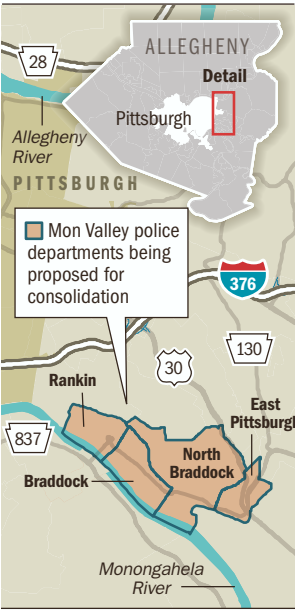 ALLEGHENY
28
Detail
Pittsburgh
Allegheny
River
PITTSBURGH
Mon Valley police
departments being
proposed for
consolidation
376
130
30
Rankin
East
Pittsburgh
837
North
Braddock
Braddock
Monongahela
River